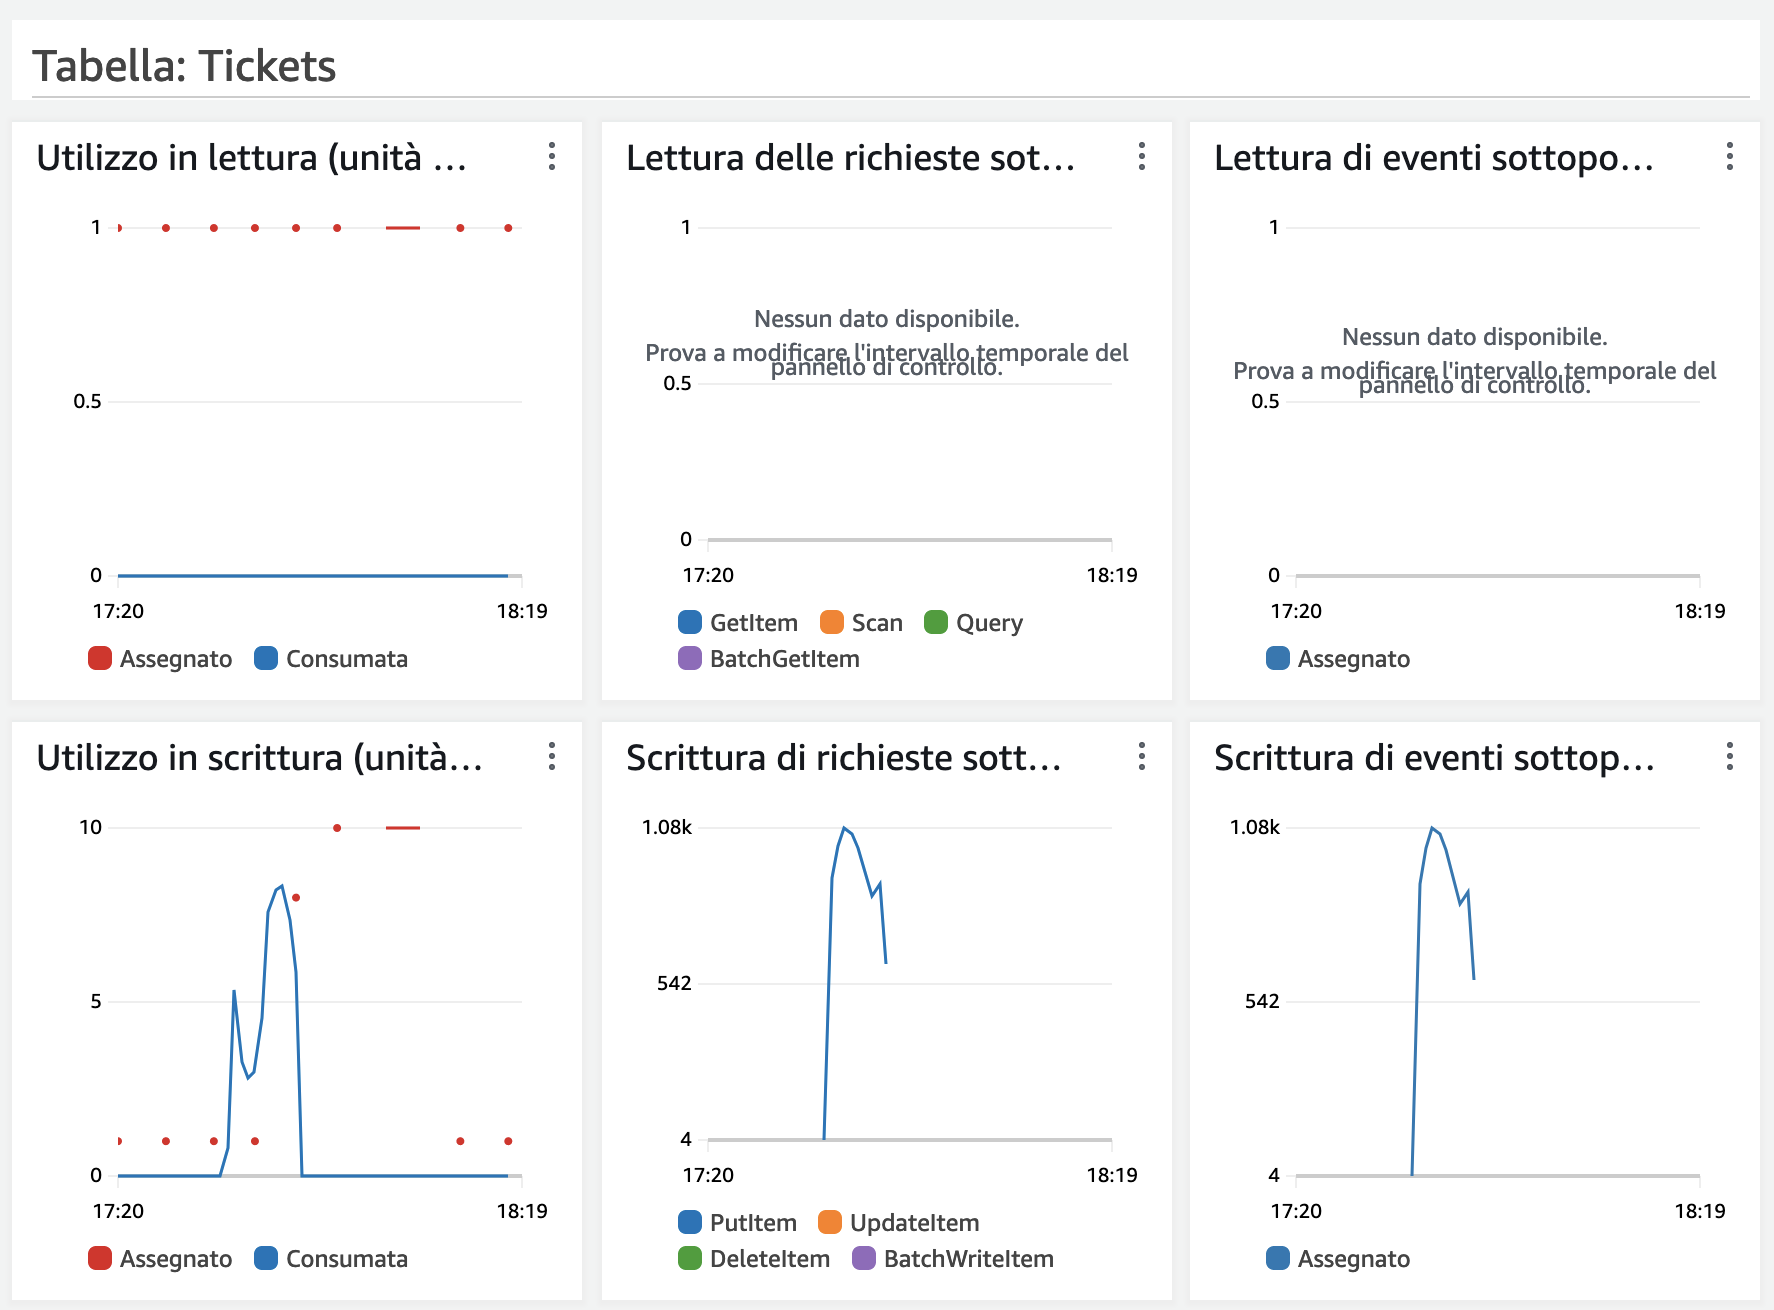 Tabella: Tickets
Utilizzo in lettura (unità ...
1
0.5
0
17:20
18:19
Assegnato
Consumata
Lettura delle richieste sot...
1
Nessun dato disponibile.
Prova a modificare l'intervallo temporale del
pannello di controllo.
0.5
0
17:20
18:19
GetItem
Scan
Query
BatchGetItem
Lettura di eventi sottopo...
1
Nessun dato disponibile.
Prova a modificare l'intervallo temporale del
pannello di controllo.
0.5
0
17:20
18:19
Assegnato
Utilizzo in scrittura (unità...
10
5
0
17:20
18:19
Assegnato
Consumata
Scrittura di richieste sott...
1.08k
542
4
17:20
18:19
PutItem
UpdateItem
DeleteItem
BatchWriteItem
Scrittura di eventi sottop...
1.08k
542
4
17:20
18:19
Assegnato